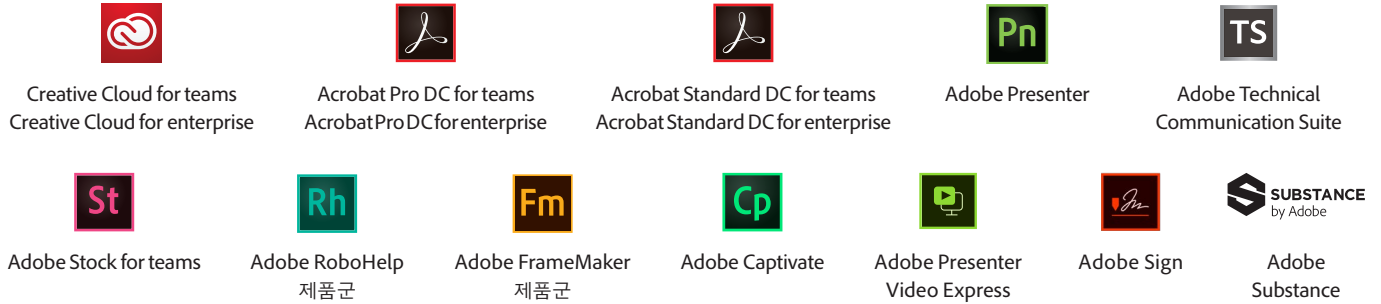 Pn
TS
Creative Cloud for teams
Creative Cloud for enterprise
Acrobat Pro DC for teams
Acrobat Pro DC for enterprise
Acrobat Standard DC for teams
Acrobat Standard DC for enterprise
Adobe Presenter
Adobe Technical
Communication Suite
St
Rh
Fm
Cp
SUBSTANCE
by Adobe
Adobe Stock for teams
Adobe RoboHelp
제품군
Adobe FrameMaker
제품군
Adobe Captivate
Adobe Presenter
Video Express
Adobe Sign
Adobe
Substance